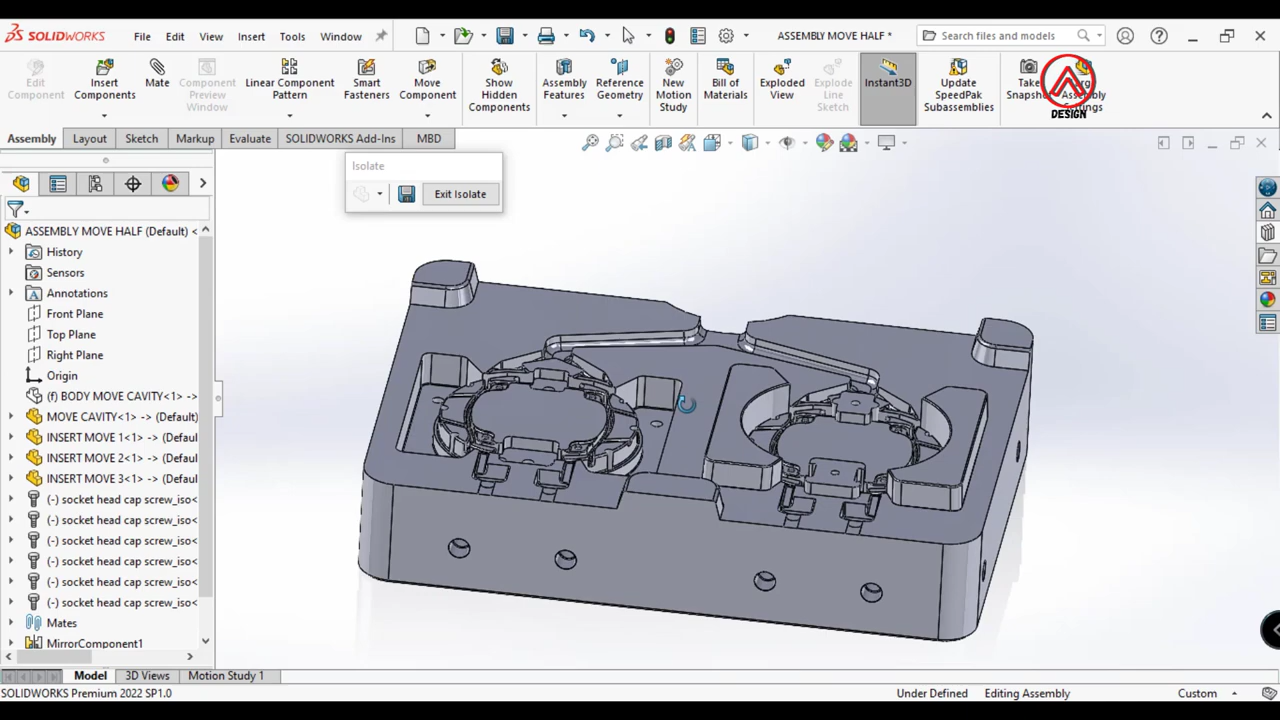 SOLIDWORKS
File Edit View Insert Tools Window
ASSEMBLY MOVE HALF *
Search files and models
Edit Component
Insert Components
Mate
Component Preview Window
Linear Component Pattern
Smart Fasteners
Move Component
Show Hidden Components
Assembly Features
Reference Geometry
New Motion Study
Bill of Materials
Exploded View
Explode Line Sketch
Instant3D
Update SpeedPak Subassemblies
Take Snapshot
DESIGN
Assembly Layout Sketch Markup Evaluate SOLIDWORKS Add-Ins MBD
Isolate
Exit Isolate
ASSEMBLY MOVE HALF (Default) <
History
Sensors
Annotations
Front Plane
Top Plane
Right Plane
Origin
(f) BODY MOVE CAVITY<1> ->
MOVE CAVITY<1> -> (Default)
INSERT MOVE 1<1> -> (Defaul
INSERT MOVE 2<1> -> (Defaul
INSERT MOVE 3<1> -> (Defaul
(-) socket head cap screw_iso<
(-) socket head cap screw_iso<
(-) socket head cap screw_iso<
(-) socket head cap screw_iso<
(-) socket head cap screw_iso<
(-) socket head cap screw_iso<
Mates
MirrorComponent1
Model 3D Views Motion Study 1
SOLIDWORKS Premium 2022 SP1.0
Under Defined Editing Assembly Custom